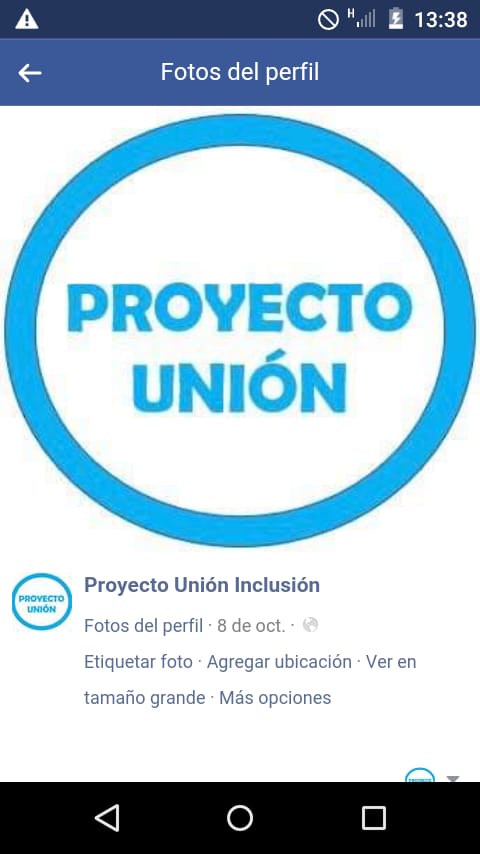 H
13:38
Fotos del perfil
PROYECTO
UNIÓN
PROYECTO
UNIÓN
Proyecto Unión Inclusión
Fotos del perfil · 8 de oct. ·
Etiquetar foto · Agregar ubicación · Ver en
tamaño grande · Más opciones